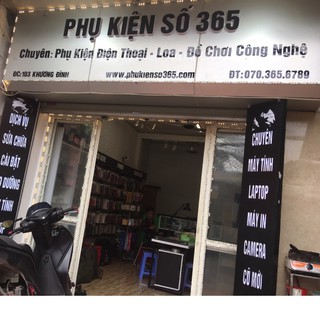 PHỤ KIỆN SỐ 365
Chuyên: Phụ Kiện Điện Thoại - Loa - Đồ Chơi Công Nghệ
ĐC: 103 KHƯƠNG ĐÌNH
www.phukienso365.com
ĐT: 070.365.6789
DỊCH VỤ
SỬA CHỮA
CÀI ĐẶT
DƯỠNG
TÍNH
CHUYÊN
MÁY TÍNH
LAPTOP
MÁY IN
CAMERA
CŨ MỚI